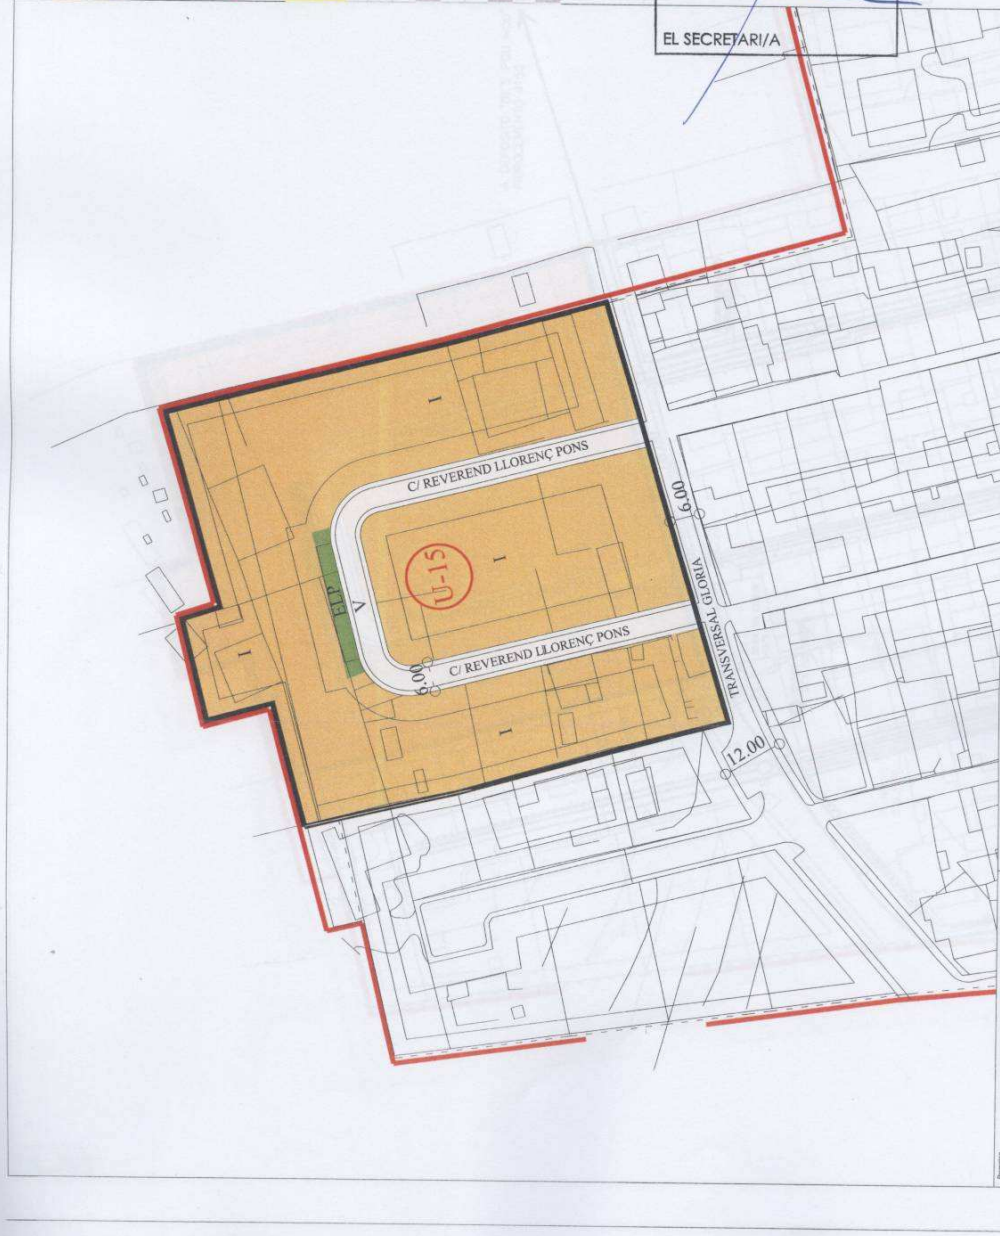 EL SECRETARI/A
I
C/ REVEREND LLORENÇ PONS
6.00
U-15
I
ELP
V
TRANSVERSAL GLORIA
I
C/ REVEREND LLORENÇ PONS
6.00
I
12.00